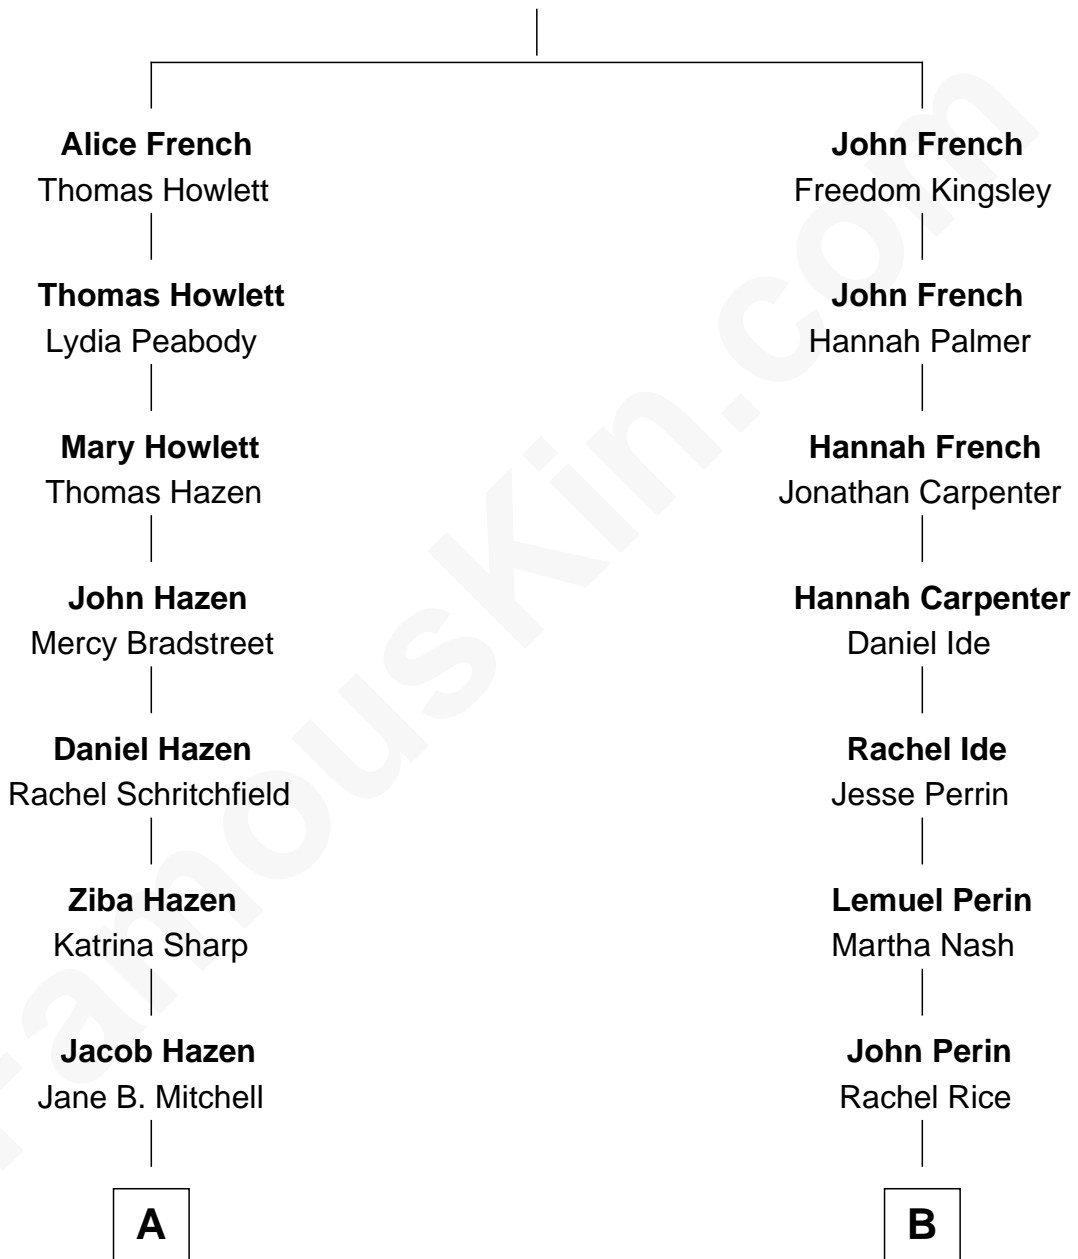 Alice French
Thomas Howlett
Thomas Howlett
Lydia Peabody
Mary Howlett
Thomas Hazen
John Hazen
Mercy Bradstreet
Daniel Hazen
Rachel Schritchfield
Ziba Hazen
Katrina Sharp
Jacob Hazen
Jane B. Mitchell
A
John French
Freedom Kingsley
John French
Hannah Palmer
Hannah French
Jonathan Carpenter
Hannah Carpenter
Daniel Ide
Rachel Ide
Jesse Perrin
Lemuel Perin
Martha Nash
John Perin
Rachel Rice
B
FamousKin.com